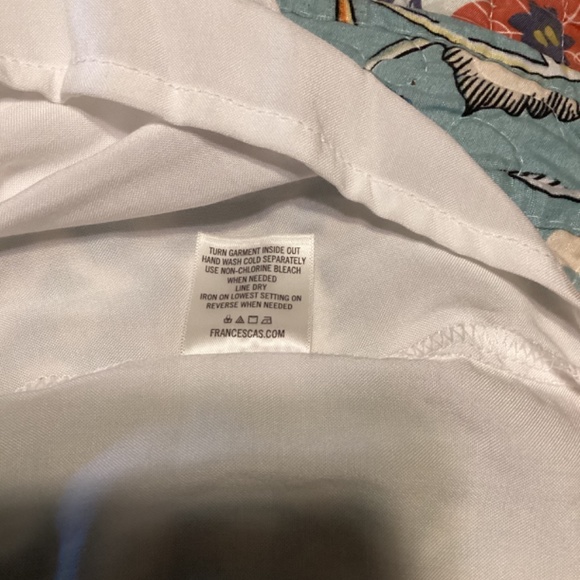 TURN GARMENT INSIDE OUT
HAND WASH COLD SEPARATELY
USE NON-CHLORINE BLEACH
WHEN NEEDED
LINE DRY
IRON ON LOWEST SETTING ON
REVERSE WHEN NEEDED
FRANCESCAS.COM